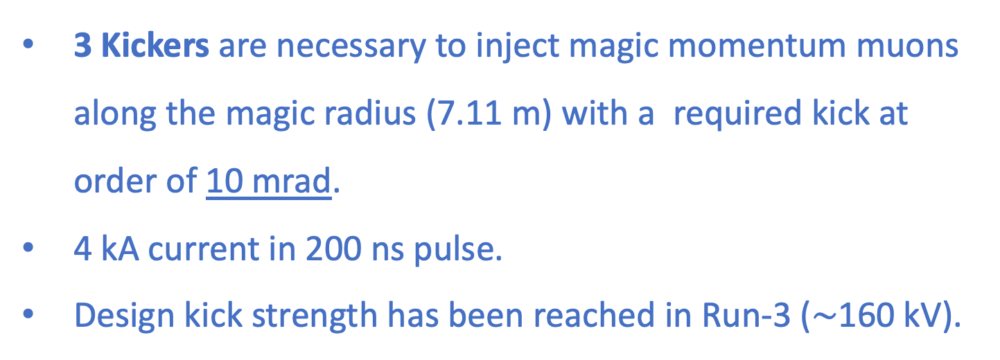 • 3 Kickers are necessary to inject magic momentum muons
along the magic radius (7.11 m) with a  required kick at
order of 10 mrad.
• 4 kA current in 200 ns pulse.
• Design kick strength has been reached in Run-3 (~160 kV).